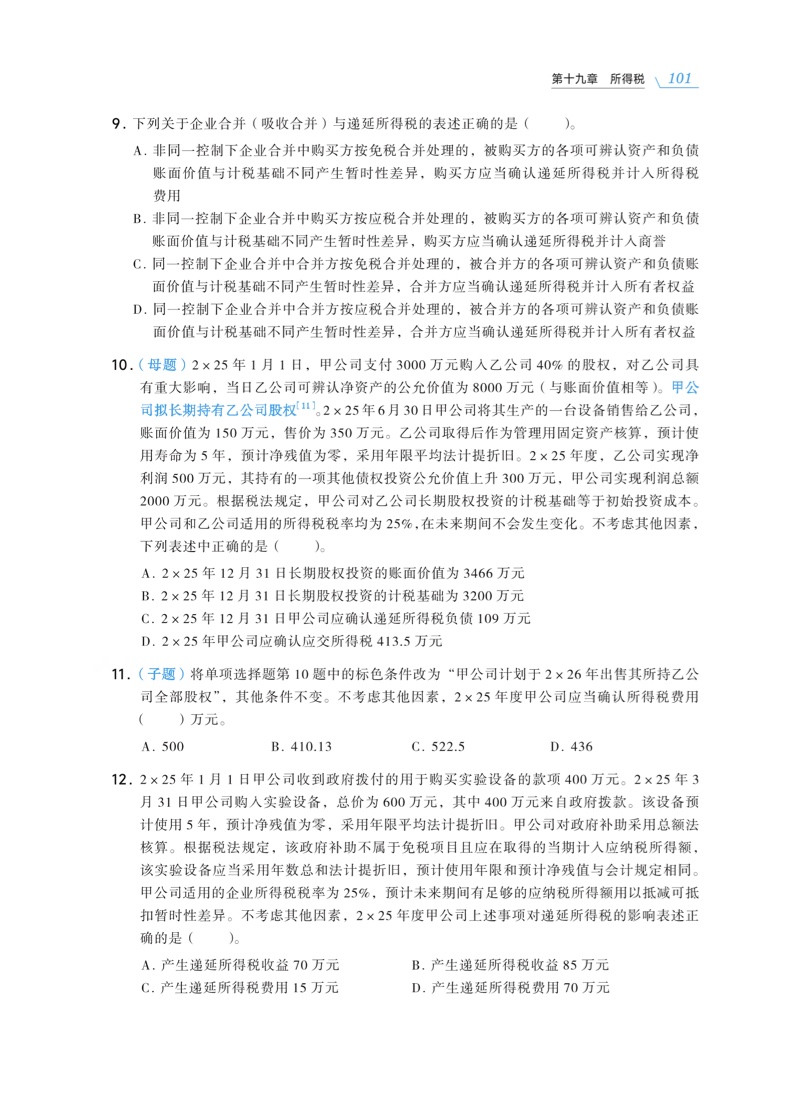 第十九章 所得税 101
9. 下列关于企业合并（吸收合并）与递延所得税的表述正确的是（ ）。
A. 非同一控制下企业合并中购买方按免税合并处理的，被购买方的各项可辨认资产和负债
账面价值与计税基础不同产生暂时性差异，购买方应当确认递延所得税并计入所得税
费用
B. 非同一控制下企业合并中购买方按应税合并处理的，被购买方的各项可辨认资产和负债
账面价值与计税基础不同产生暂时性差异，购买方应当确认递延所得税并计入商誉
C. 同一控制下企业合并中合并方按免税合并处理的，被合并方的各项可辨认资产和负债账
面价值与计税基础不同产生暂时性差异，合并方应当确认递延所得税并计入所有者权益
D. 同一控制下企业合并中合并方按应税合并处理的，被合并方的各项可辨认资产和负债账
面价值与计税基础不同产生暂时性差异，合并方应当确认递延所得税并计入所有者权益
10.（母题）2×25 年 1 月 1 日，甲公司支付 3000 万元购入乙公司 40% 的股权，对乙公司具
有重大影响，当日乙公司可辨认净资产的公允价值为 8000 万元（与账面价值相等）。甲公
司拟长期持有乙公司股权[11]。2×25 年 6 月 30 日甲公司将其生产的一台设备销售给乙公司，
账面价值为 150 万元，售价为 350 万元。乙公司取得后作为管理用固定资产核算，预计使
用寿命为 5 年，预计净残值为零，采用年限平均法计提折旧。2×25 年度，乙公司实现净
利润 500 万元，其持有的一项其他债权投资公允价值上升 300 万元，甲公司实现利润总额
2000 万元。根据税法规定，甲公司对乙公司长期股权投资的计税基础等于初始投资成本。
甲公司和乙公司适用的所得税税率均为 25%，在未来期间不会发生变化。不考虑其他因素，
下列表述中正确的是（ ）。
A. 2×25 年 12 月 31 日长期股权投资的账面价值为 3466 万元
B. 2×25 年 12 月 31 日长期股权投资的计税基础为 3200 万元
C. 2×25 年 12 月 31 日甲公司应确认递延所得税负债 109 万元
D. 2×25 年甲公司应确认应交所得税 413.5 万元
11.（子题）将单项选择题第 10 题中的标色条件改为“甲公司计划于 2×26 年出售其所持乙公
司全部股权”，其他条件不变。不考虑其他因素，2×25 年度甲公司应当确认所得税费用
（ ）万元。
A. 500 B. 410.13 C. 522.5 D. 436
12. 2×25 年 1 月 1 日甲公司收到政府拨付的用于购买实验设备的款项 400 万元。2×25 年 3
月 31 日甲公司购入实验设备，总价为 600 万元，其中 400 万元来自政府拨款。该设备预
计使用 5 年，预计净残值为零，采用年限平均法计提折旧。甲公司对政府补助采用总额法
核算。根据税法规定，该政府补助不属于免税项目且应在取得的当期计入应纳税所得额，
该实验设备应当采用年数总和法计提折旧，预计使用年限和预计净残值与会计规定相同。
甲公司适用的企业所得税税率为 25%，预计未来期间有足够的应纳税所得额用以抵减可抵
扣暂时性差异。不考虑其他因素，2×25 年度甲公司上述事项对递延所得税的影响表述正
确的是（ ）。
A. 产生递延所得税收益 70 万元 B. 产生递延所得税收益 85 万元
C. 产生递延所得税费用 15 万元 D. 产生递延所得税费用 70 万元